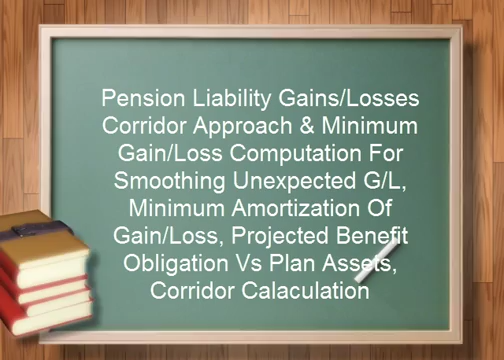 Pension Liability Gains/Losses
Corridor Approach & Minimum
Gain/Loss Computation For
Smoothing Unexpected G/L,
Minimum Amortization Of
Gain/Loss, Projected Benefit
Obligation Vs Plan Assets,
Corridor Calaculation